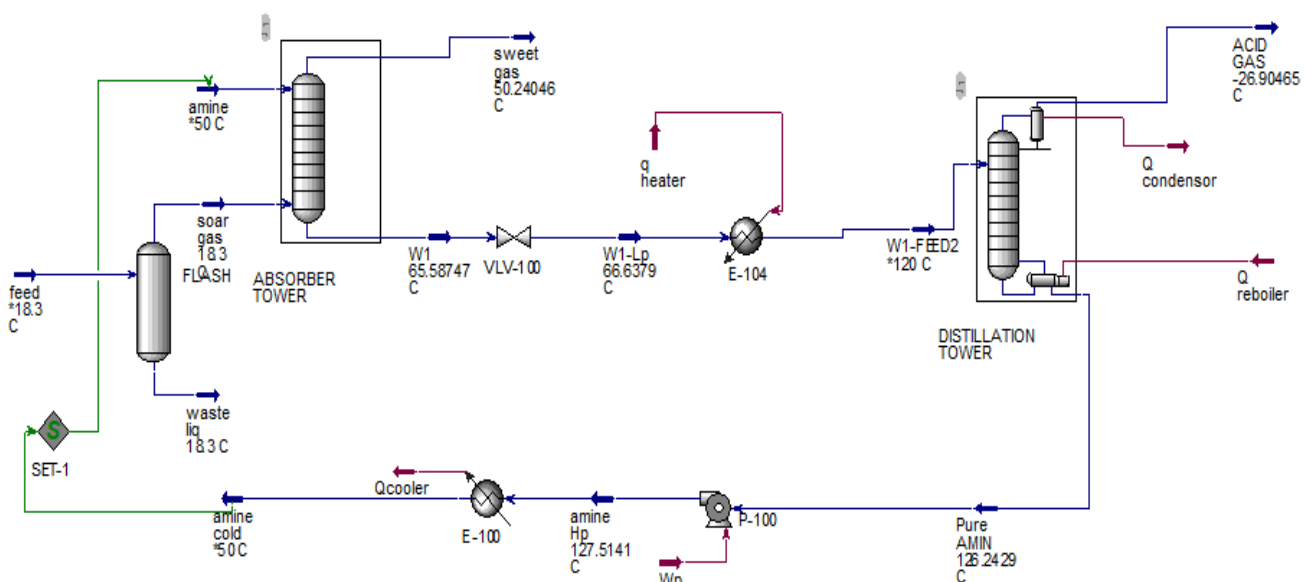 sweet
gas
50.24046
C
ACID
GAS
-26.90465
C
amine
*50 C
q
heater
Q
condensor
soar
gas
18.3
C
FLASH
ABSORBER
TOWER
W1
65.58747
C
VLV-100
W1-Lp
66.6379
C
E-104
W1-FEED2
*120 C
Q
reboiler
feed
*18.3
C
DISTILLATION
TOWER
waste
liq
18.3 C
S
SET-1
amine
cold
*50 C
Qcooler
E-100
amine
Hp
127.5141
C
P-100
Wp
Pure
AMIN
126.2429
C